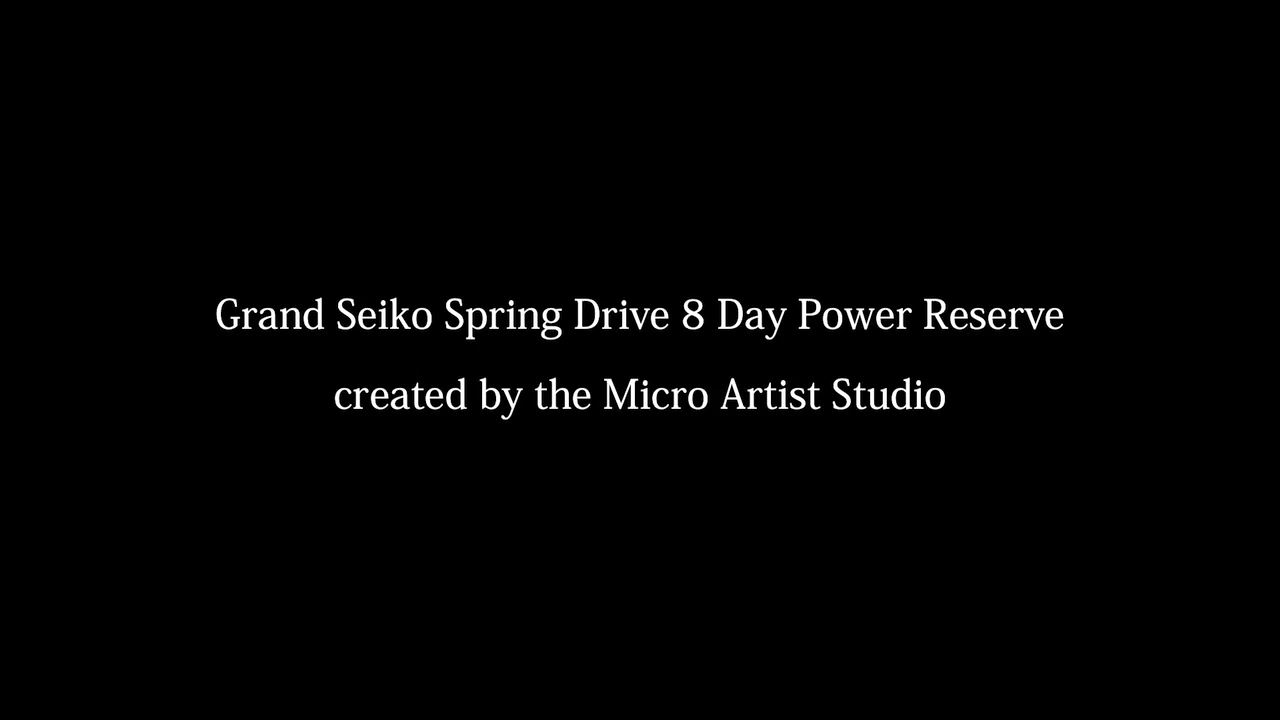 Grand Seiko Spring Drive 8 Day Power Reserve
created by the Micro Artist Studio